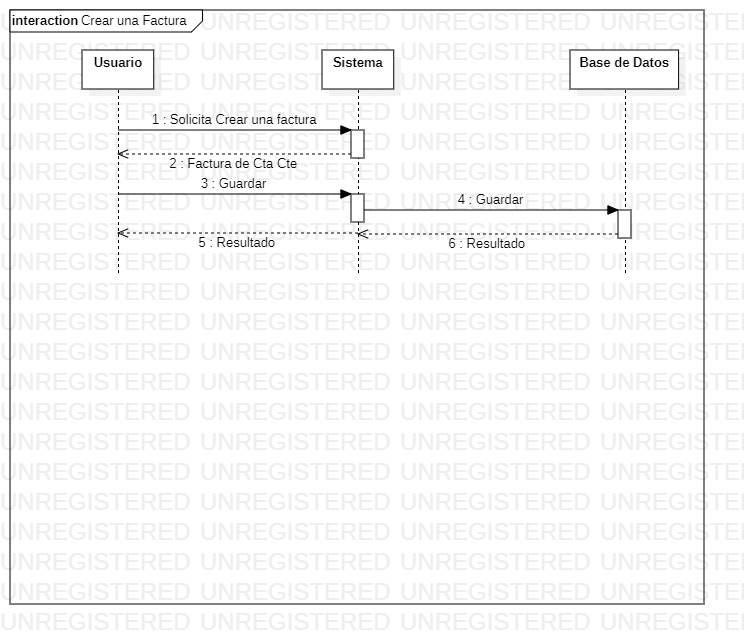 interaction Crear una Factura
Usuario
Sistema
Base de Datos
1 : Solicita Crear una factura
2 : Factura de Cta Cte
3 : Guardar
4 : Guardar
5 : Resultado
6 : Resultado
UNREGISTERED UNREGISTERED UNREGISTERED UNREGISTERED